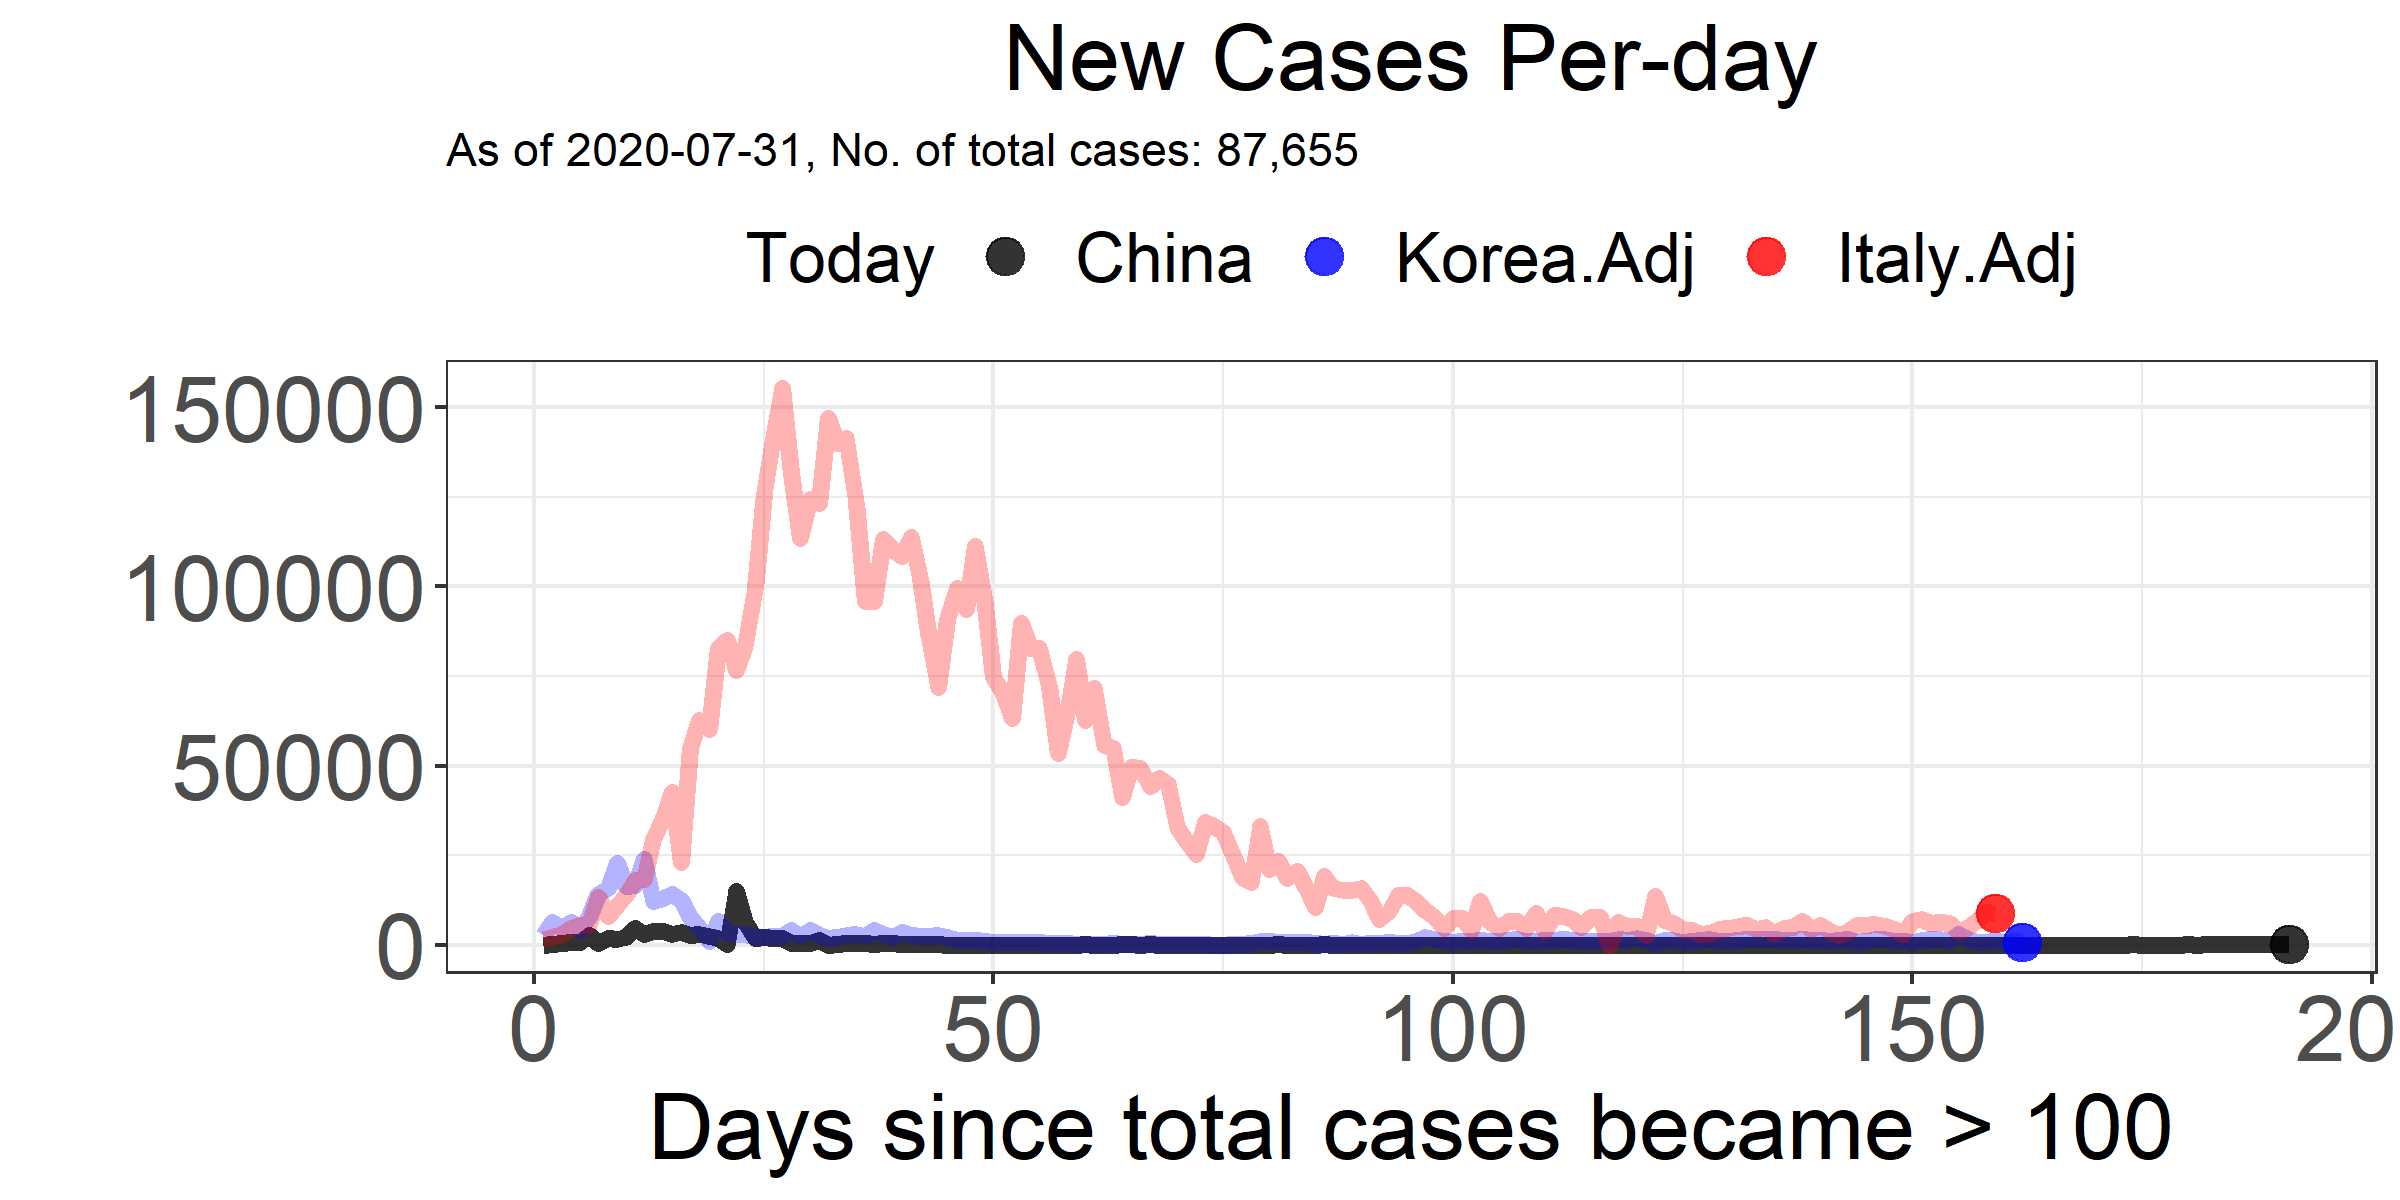 New Cases Per-day
As of 2020-07-31, No. of total cases: 87,655
Today China Korea.Adj Italy.Adj
150000
100000
50000
0
0 50 100 150 20
Days since total cases became > 100